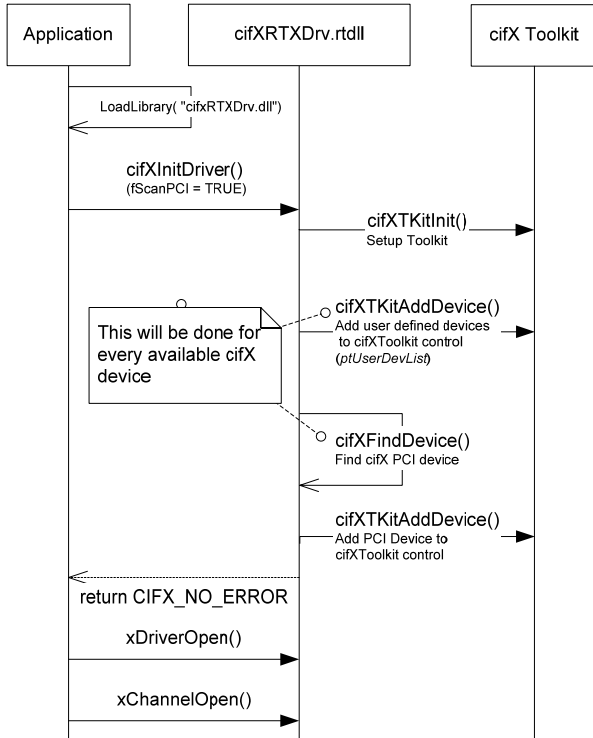 Application
cifXRTXDrv.rtdll
cifX Toolkit
LoadLibrary( "cifxRTXDrv.dll")
cifXInitDriver()
(fScanPCI = TRUE)
cifXTKitInit()
Setup Toolkit
cifXTKitAddDevice()
Add user defined devices
to cifXToolkit control
(ptUserDevList)
This will be done for
every available cifX
device
cifXFindDevice()
Find cifX PCI device
cifXTKitAddDevice()
Add PCI Device to
cifXToolkit control
return CIFX_NO_ERROR
xDriverOpen()
xChannelOpen()